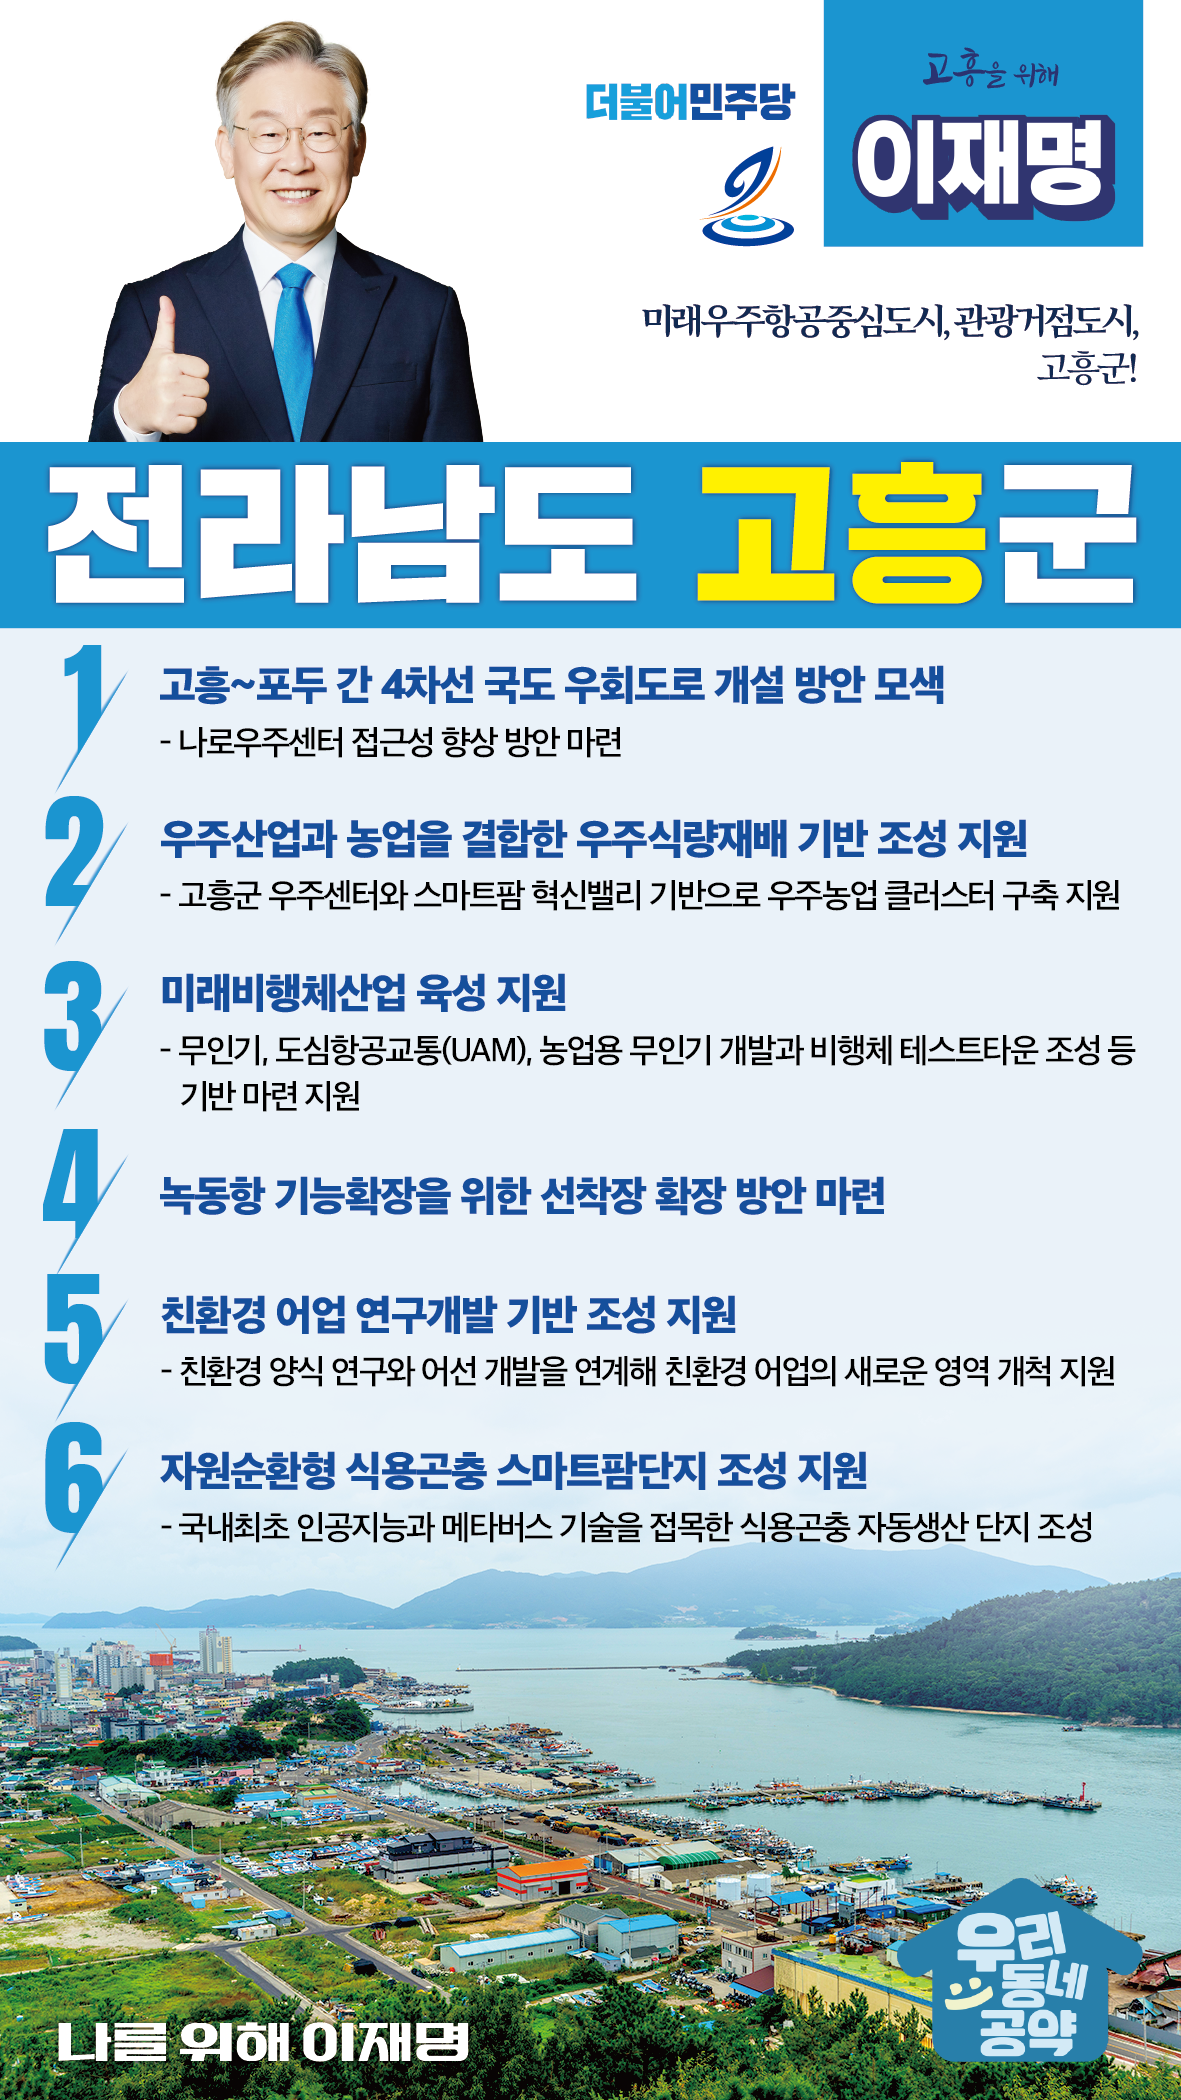 더불어민주당
고흥을 위해
이재명
미래우주항공중심도시, 관광거점도시,
고흥군!
전라남도 고흥군
1
고흥~포두 간 4차선 국도 우회도로 개설 방안 모색
- 나로우주센터 접근성 향상 방안 마련
2
우주산업과 농업을 결합한 우주식량재배 기반 조성 지원
- 고흥군 우주센터와 스마트팜 혁신밸리 기반으로 우주농업 클러스터 구축 지원
3
미래비행체산업 육성 지원
- 무인기, 도심항공교통(UAM), 농업용 무인기 개발과 비행체 테스트타운 조성 등
기반 마련 지원
4
녹동항 기능확장을 위한 선착장 확장 방안 마련
5
친환경 어업 연구개발 기반 조성 지원
- 친환경 양식 연구와 어선 개발을 연계해 친환경 어업의 새로운 영역 개척 지원
6
자원순환형 식용곤충 스마트팜단지 조성 지원
- 국내최초 인공지능과 메타버스 기술을 접목한 식용곤충 자동생산 단지 조성
우리
동네
공약
나를 위해 이재명